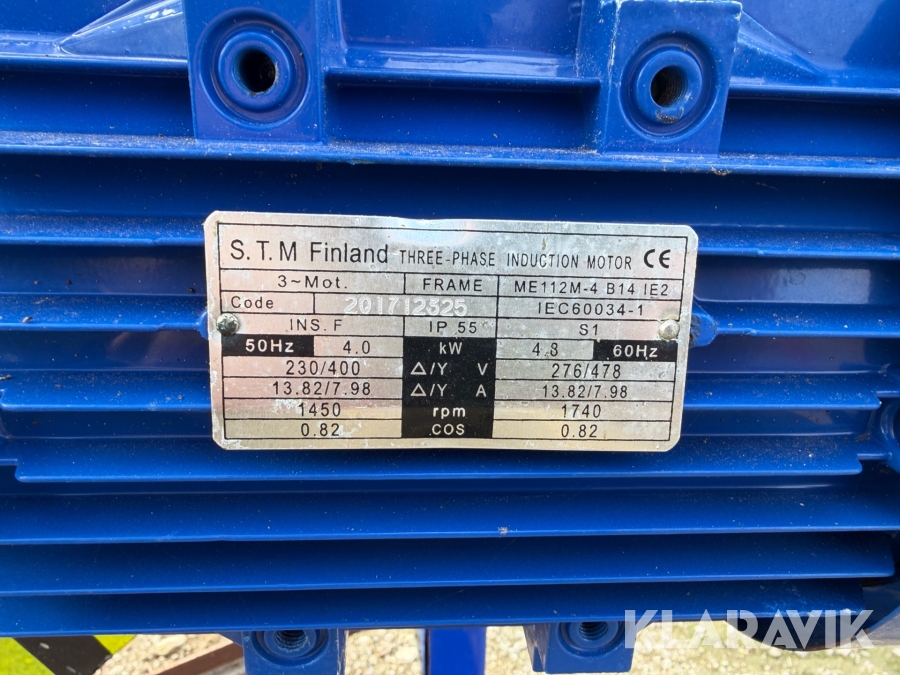 S.T.M Finland THREE-PHASE INDUCTION MOTOR CE
3~Mot. FRAME ME112M-4 B14 IE2
Code 201712325 IEC60034-1
INS.F IP 55 S1
50Hz 4.0 kW 4.8 60Hz
230/400 △/Y V 276/478
13.82/7.98 △/Y A 13.82/7.98
1450 rpm 1740
0.82 COS 0.82
KLARAVIK